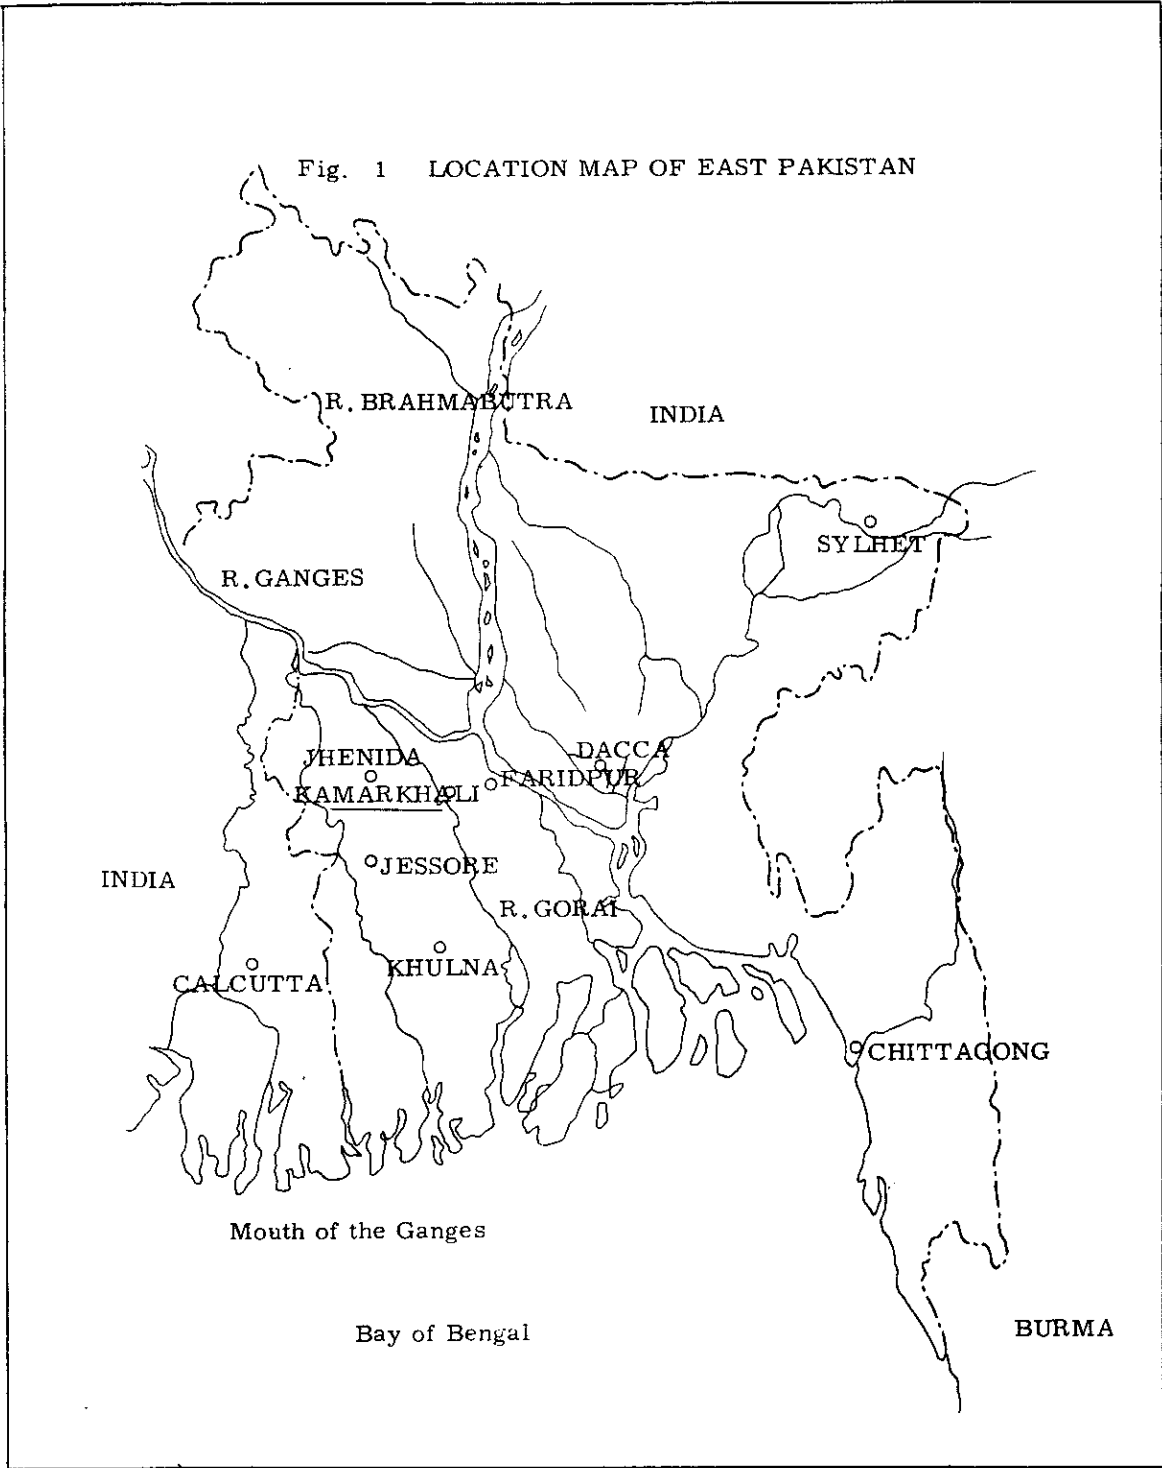 Fig. 1 LOCATION MAP OF EAST PAKISTAN
R. BRAHMABUTRA
INDIA
SYLHET
R. GANGES
DACCA
JHENIDA
FARIDPUR
KAMARKHALI
JESSORE
INDIA
R. GORAI
KHULNA
CALCUTTA
CHITTAGONG
Mouth of the Ganges
BURMA
Bay of Bengal